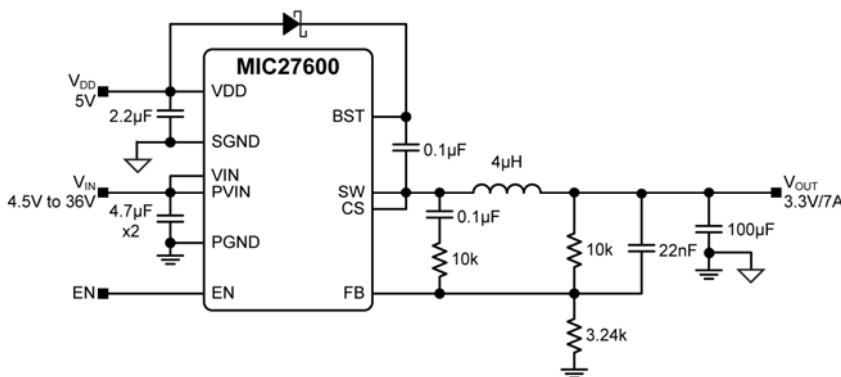 MIC27600
VDD
5V
VDD
2.2µF
SGND
BST
0.1µF
4µH
VIN
4.5V to 36V
VIN
PVIN
4.7µF
x2
PGND
SW
CS
0.1µF
10k
10k
22nF
100µF
VOUT
3.3V/7A
EN
EN
FB
3.24k